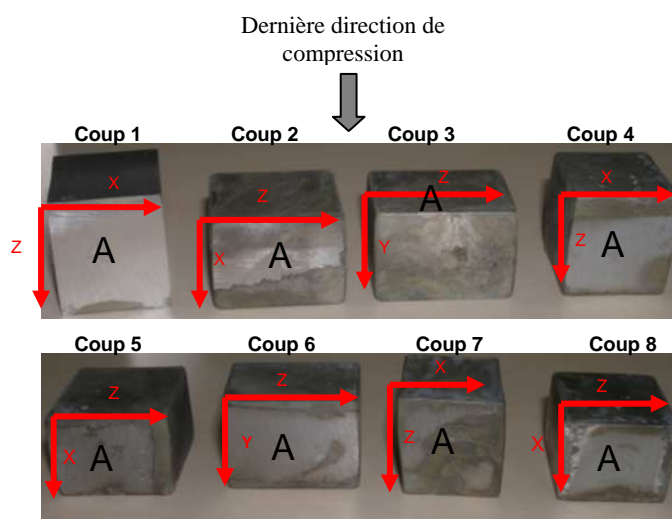 Dernière direction de
compression
Coup 1 Coup 2 Coup 3 Coup 4
X Z A Z X
Z A X A Y Z A
Coup 5 Coup 6 Coup 7 Coup 8
Z Z X Z
X A Y A Z A X A